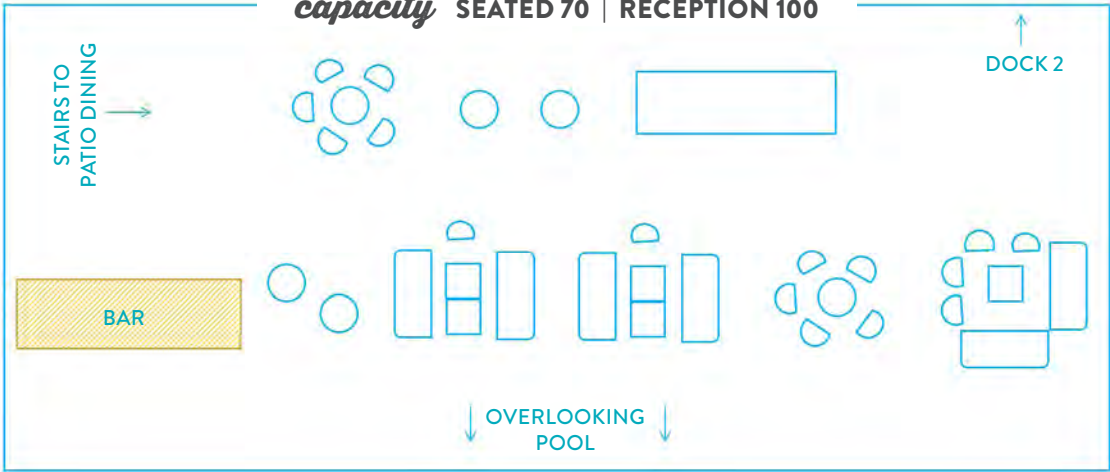 capacity SEATED 70 | RECEPTION 100
STAIRS TO
PATIO DINING
DOCK 2
BAR
OVERLOOKING
POOL